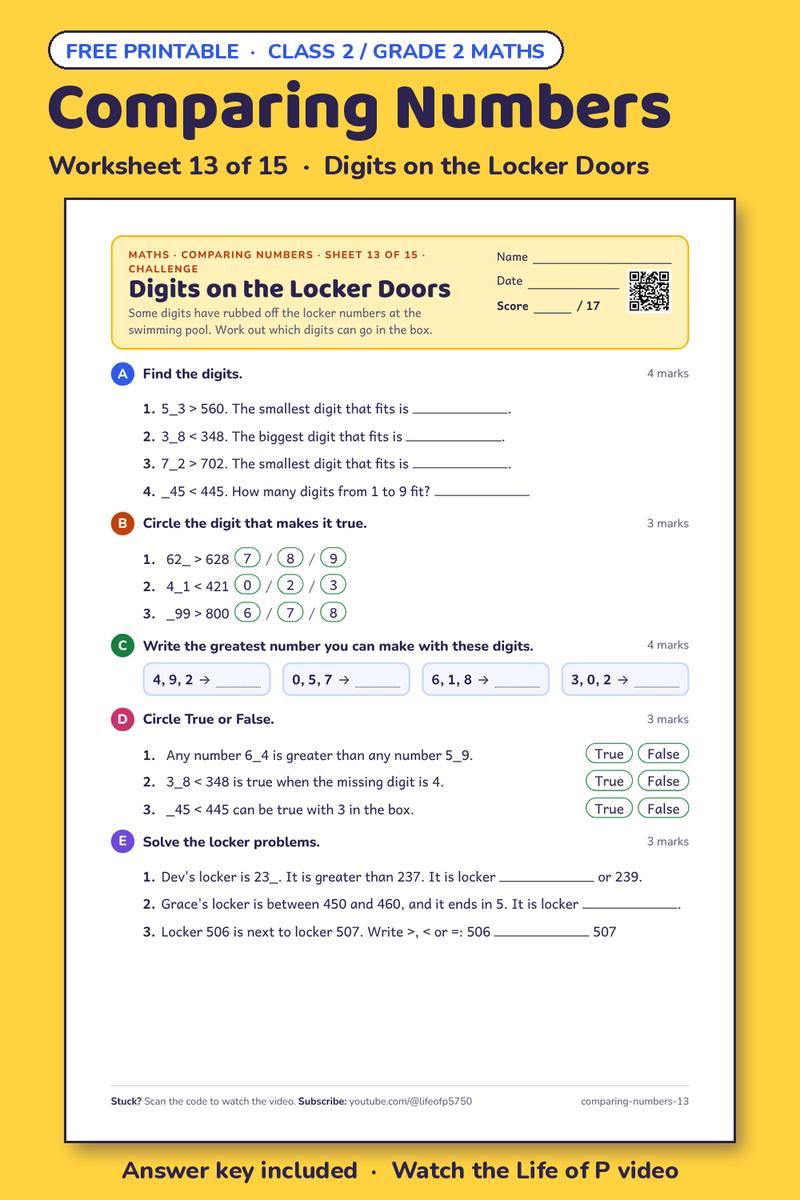 FREE PRINTABLE · CLASS 2 / GRADE 2 MATHS
Comparing Numbers
Worksheet 13 of 15 · Digits on the Locker Doors
MATHS · COMPARING NUMBERS · SHEET 13 OF 15 ·
CHALLENGE
Digits on the Locker Doors
Some digits have rubbed off the locker numbers at the
swimming pool. Work out which digits can go in the box.
Name ____________________
Date ______________
Score ______ / 17
A Find the digits. 4 marks
1. 5_3 > 560. The smallest digit that fits is ______________.
2. 3_8 < 348. The biggest digit that fits is ______________.
3. 7_2 > 702. The smallest digit that fits is ______________.
4. _45 < 445. How many digits from 1 to 9 fit? ______________
B Circle the digit that makes it true. 3 marks
1. 62_ > 628 7 / 8 / 9
2. 4_1 < 421 0 / 2 / 3
3. _99 > 800 6 / 7 / 8
C Write the greatest number you can make with these digits. 4 marks
4, 9, 2 → ______ 0, 5, 7 → ______ 6, 1, 8 → ______ 3, 0, 2 → ______
D Circle True or False. 3 marks
1. Any number 6_4 is greater than any number 5_9. True False
2. 3_8 < 348 is true when the missing digit is 4. True False
3. _45 < 445 can be true with 3 in the box. True False
E Solve the locker problems. 3 marks
1. Dev's locker is 23_. It is greater than 237. It is locker ______________ or 239.
2. Grace's locker is between 450 and 460, and it ends in 5. It is locker ______________.
3. Locker 506 is next to locker 507. Write >, < or =: 506 ______________ 507
Stuck? Scan the code to watch the video. Subscribe: youtube.com/@lifeofp5750 comparing-numbers-13
Answer key included · Watch the Life of P video